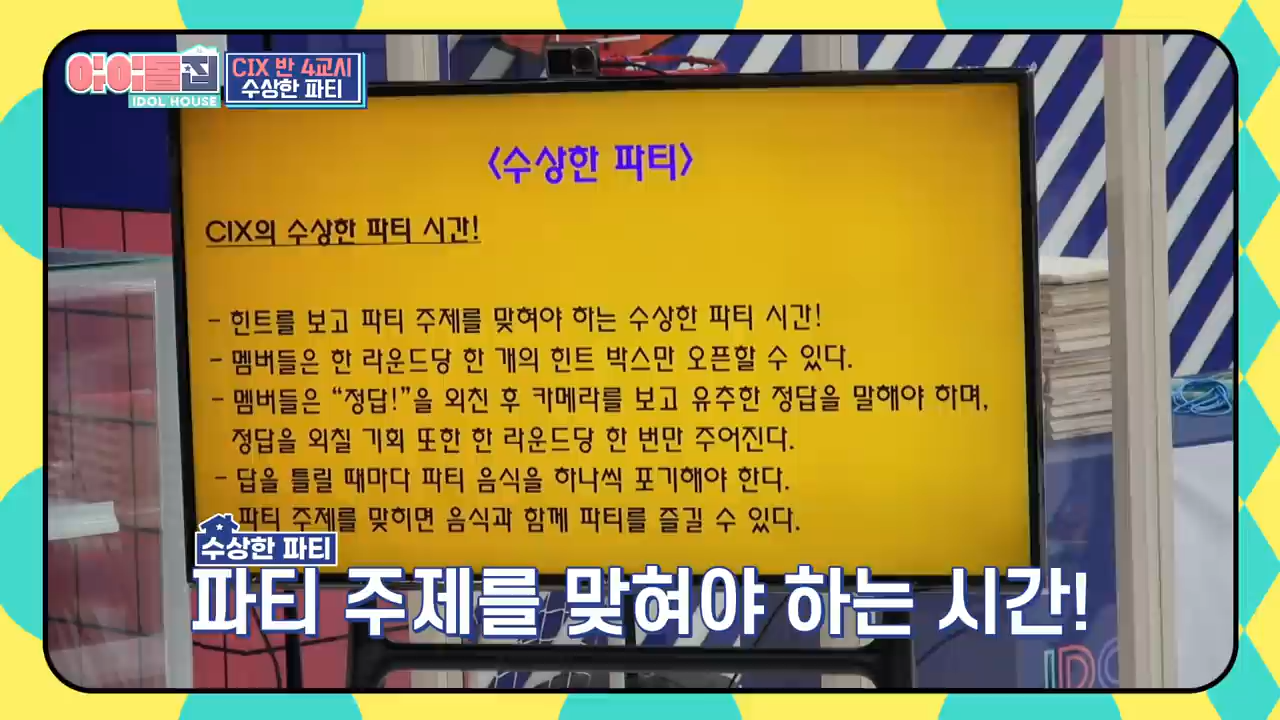 아이돌집
IDOL HOUSE
CIX 반 4교시
수상한 파티
<수상한 파티>
CIX의 수상한 파티 시간!
- 힌트를 보고 파티 주제를 맞혀야 하는 수상한 파티 시간!
- 멤버들은 한 라운드당 한 개의 힌트 박스만 오픈할 수 있다.
- 멤버들은 “정답!”을 외친 후 카메라를 보고 유추한 정답을 말해야 하며,
정답을 외칠 기회 또한 한 라운드당 한 번만 주어진다.
- 답을 틀릴 때마다 파티 음식을 하나씩 포기해야 한다.
파티 주제를 맞히면 음식과 함께 파티를 즐길 수 있다.
수상한 파티
파티 주제를 맞혀야 하는 시간!